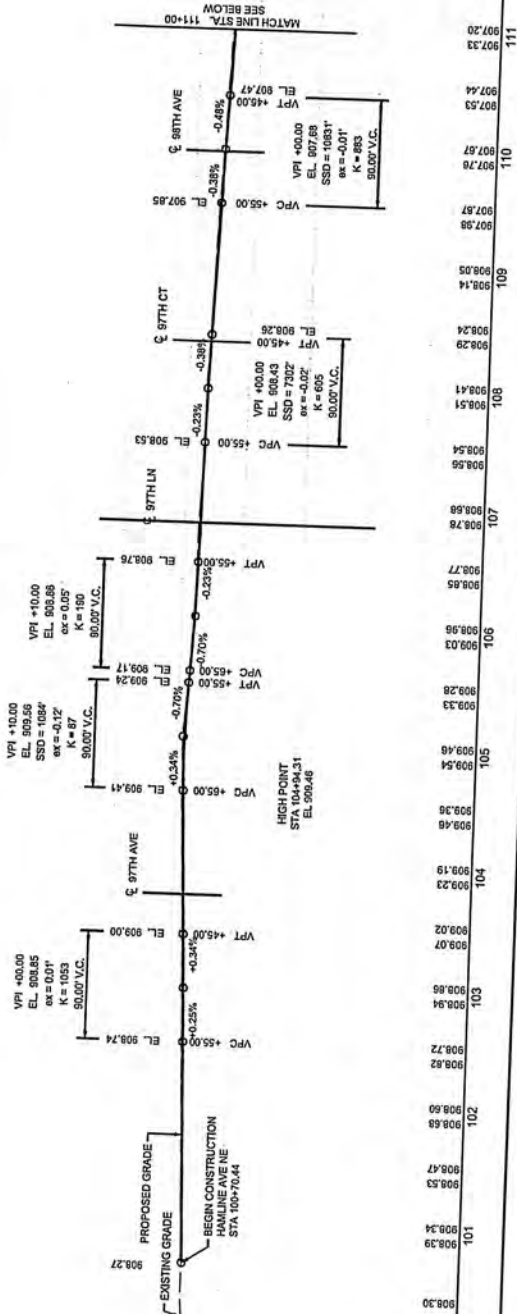 VPI +00.00
EL. 908.85
ex = 0.01'
K = 1053
90.00' V.C.
VPI +10.00
EL. 909.56
SSD = 1084'
ex = -0.12'
K = 87
90.00' V.C.
VPI +10.00
EL. 908.86
ex = 0.05'
K = 190
90.00' V.C.
MATCH LINE STA. 111+00
SEE BELOW
908.27
EXISTING GRADE
PROPOSED GRADE
BEGIN CONSTRUCTION
HAMLINE AVE NE
STA 100+70.44
VPC +55.00
EL. 908.74
+0.25%
+0.34%
VPT +45.00
EL. 909.00
℄ 97TH AVE
VPC +65.00
EL. 909.41
+0.34%
-0.70%
VPT +55.00
EL. 909.24
HIGH POINT
STA 104+94.31
EL 909.46
VPC +65.00
EL. 909.17
-0.70%
-0.23%
VPT +55.00
EL. 908.76
℄ 97TH LN
VPC +55.00
EL. 908.53
-0.23%
-0.38%
VPT +45.00
EL. 908.26
℄ 97TH CT
VPI +00.00
EL. 908.43
SSD = 7302'
ex = -0.02'
K = 605
90.00' V.C.
VPC +55.00
EL. 907.85
-0.38%
℄ 98TH AVE
-0.48%
VPT +45.00
EL. 907.47
VPI +00.00
EL. 907.68
SSD = 10631'
ex = -0.01'
K = 883
90.00' V.C.
908.30
908.34
908.39
101
908.47
908.53
908.60
908.68
102
908.72
908.82
908.86
908.94
103
909.02
909.07
909.19
909.23
104
909.36
909.46
909.46
909.54
105
909.28
909.33
908.96
909.03
106
908.77
908.85
908.68
908.78
107
908.54
908.56
908.41
908.51
108
908.24
908.29
908.05
908.14
109
907.87
907.98
907.67
907.76
110
907.44
907.53
907.20
907.33
111